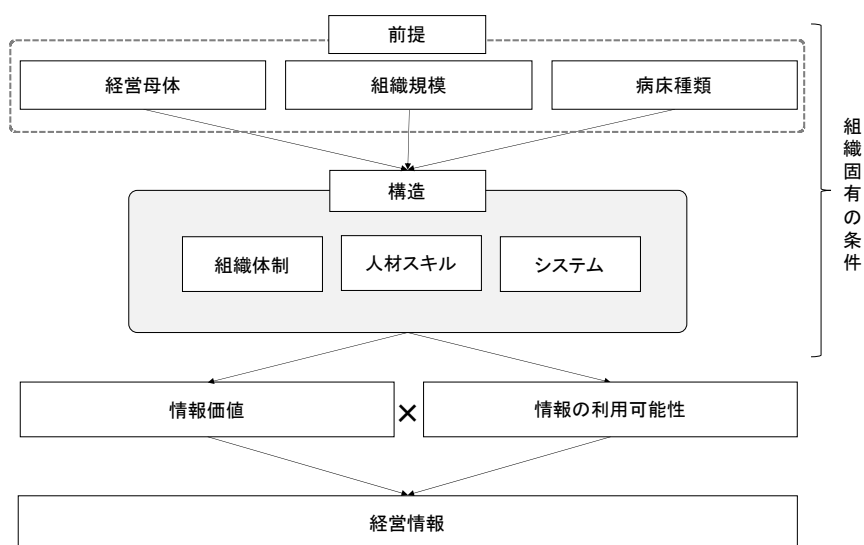 前提
経営母体
組織規模
病床種類
構造
組織体制
人材スキル
システム
組織固有の条件
情報価値
×
情報の利用可能性
経営情報